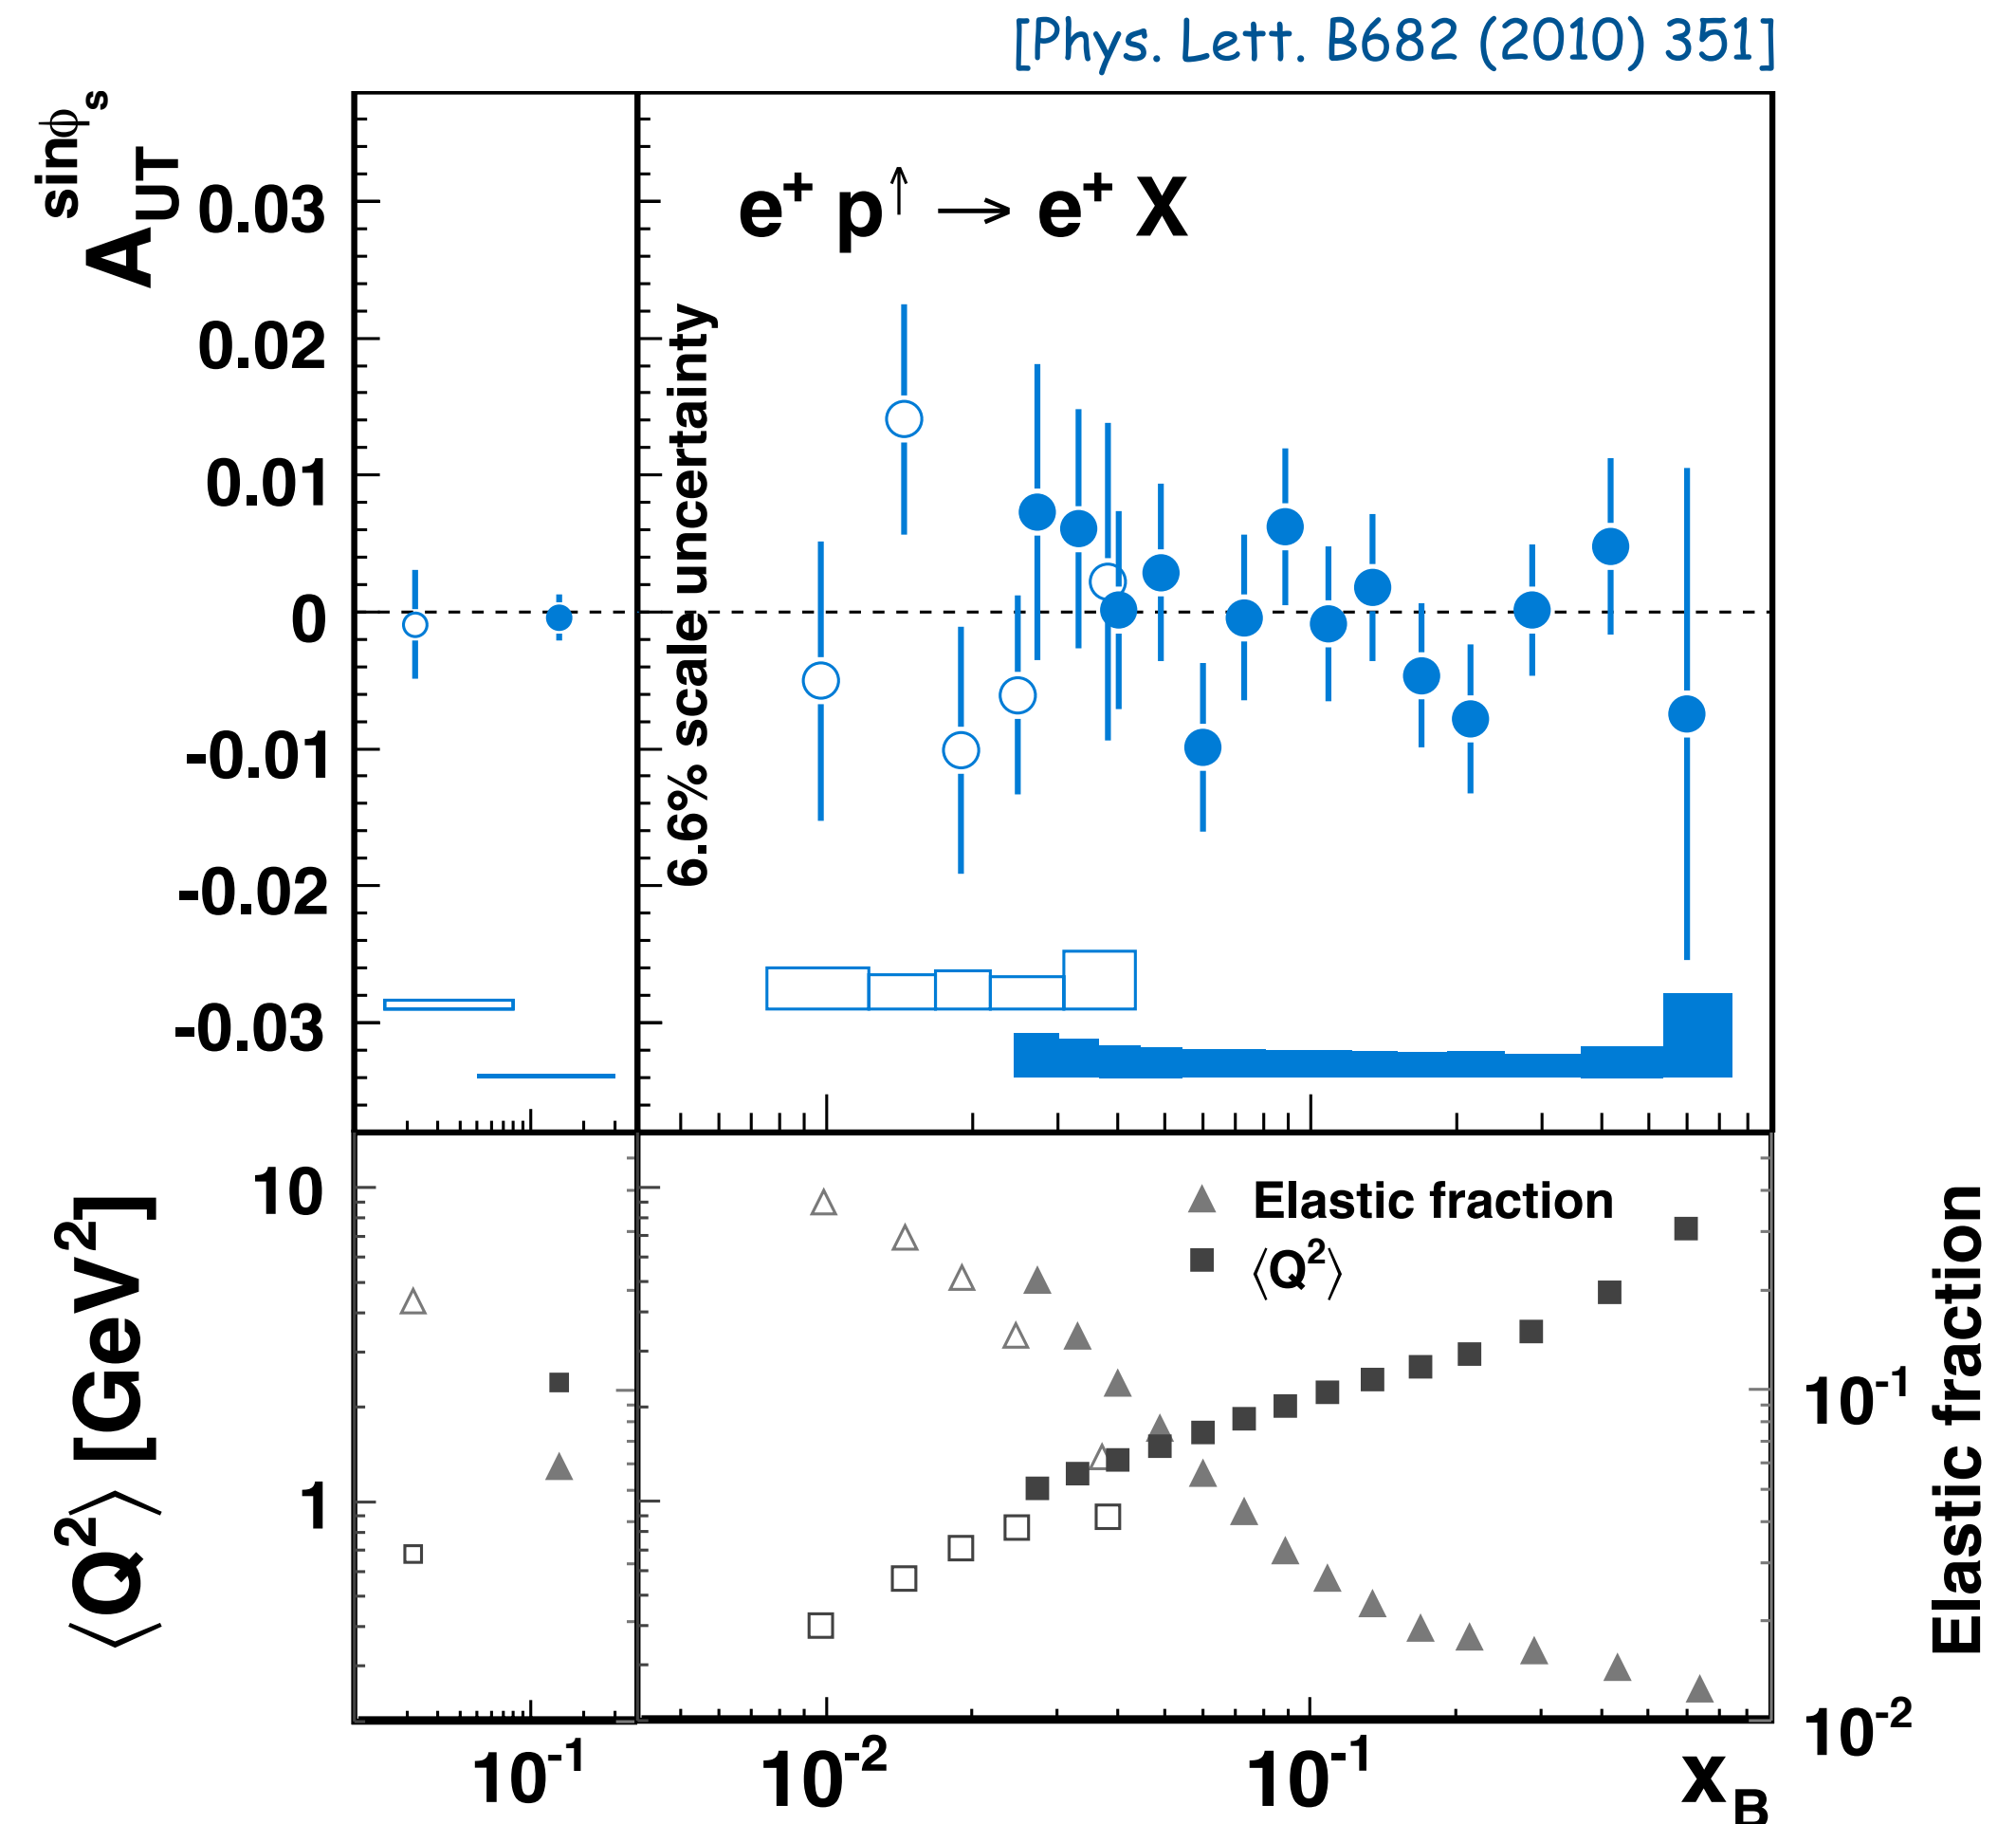 [Phys. Lett. B682 (2010) 351]
A_UT^sinϕ_s
0.03
0.02
0.01
0
-0.01
-0.02
-0.03
e⁺ p↑ → e⁺ X
6.6% scale uncertainty
⟨Q²⟩ [GeV²]
10
1
Elastic fraction
⟨Q²⟩
Elastic fraction
10⁻¹
10⁻²
10⁻¹
10⁻²
10⁻¹
x_B